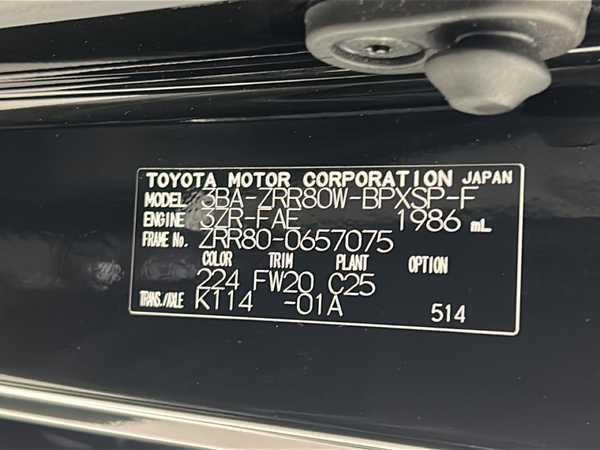 TOYOTA MOTOR CORPORATION JAPAN
MODEL 3BA-ZRR80W-BPXSP-F
ENGINE 3ZR-FAE 1986 mL
FRAME No. ZRR80-0657075
COLOR TRIM PLANT OPTION
224 FW20 C25
TRANS./AXLE K114 -01A 514